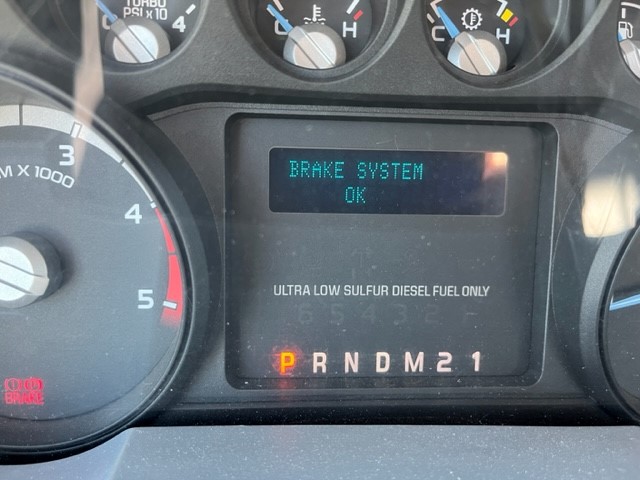 TURBO
PSI x 10
4
C H
C H
3
M X 1000
4
5
BRAKE SYSTEM
OK
ULTRA LOW SULFUR DIESEL FUEL ONLY
P R N D M 2 1
BRAKE